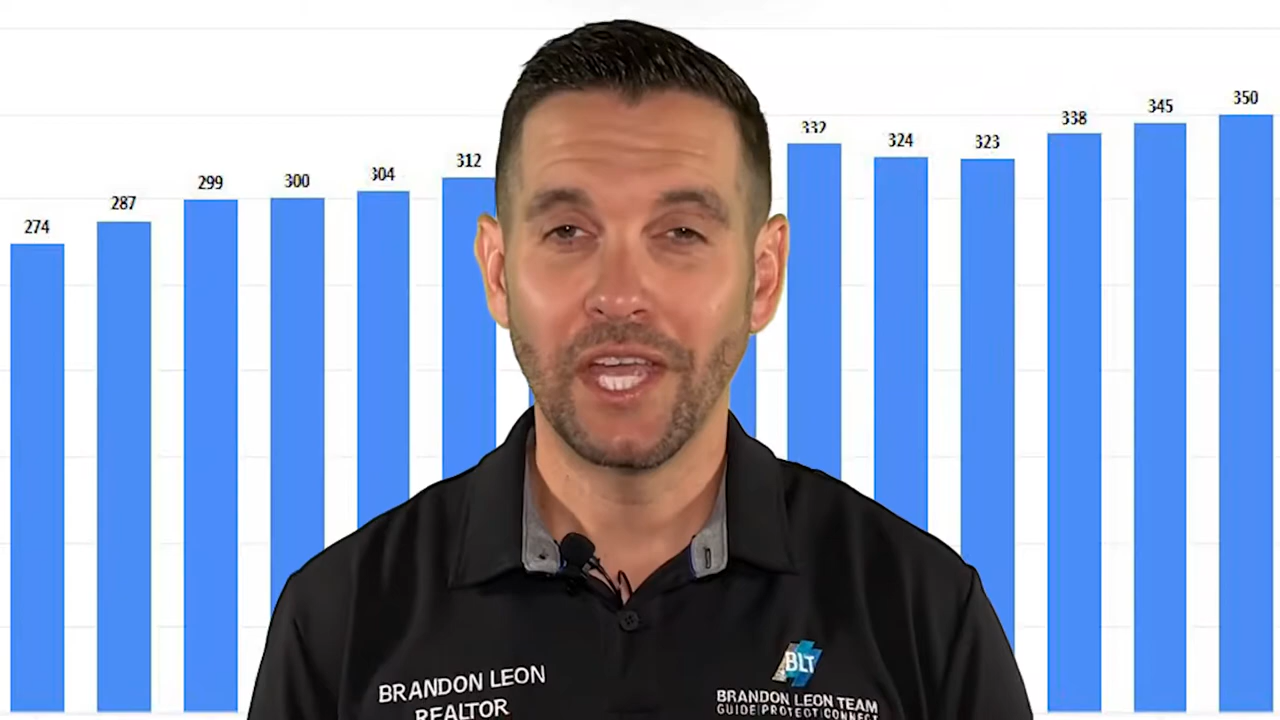 274
287
299
300
304
312
332
324
323
338
345
350
BRANDON LEON
REALTOR
BLT
BRANDON LEON TEAM
GUIDE|PROTECT|CONNECT